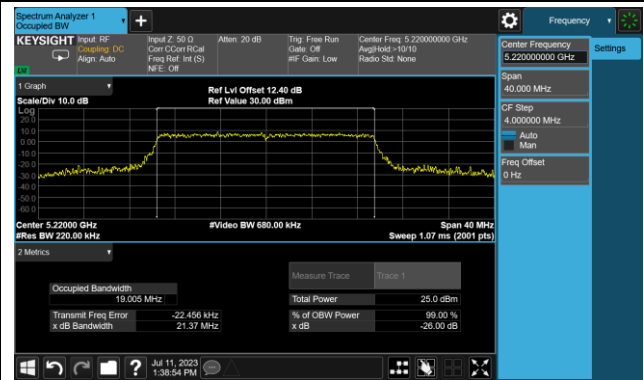 Spectrum Analyzer 1
Occupied BW
Frequency
KEYSIGHT
Input: RF
Coupling: DC
Align: Auto
Input Z: 50 Ω
Corr CCorr RCal
Freq Ref: Int (S)
NFE: Off
Atten: 20 dB
Trig: Free Run
Gate: Off
#IF Gain: Low
Center Freq: 5.220000000 GHz
Avg|Hold:>10/10
Radio Std: None
Center Frequency
5.220000000 GHz
Settings
Span
40.000 MHz
CF Step
4.000000 MHz
Auto
Man
Freq Offset
0 Hz
1 Graph
Scale/Div 10.0 dB
Ref Lvl Offset 12.40 dB
Ref Value 30.00 dBm
Log
20.0
10.0
0.00
-10.0
-20.0
-30.0
-40.0
-50.0
-60.0
Center 5.22000 GHz
#Video BW 680.00 kHz
Span 40 MHz
#Res BW 220.00 kHz
Sweep 1.07 ms (2001 pts)
2 Metrics
Measure Trace
Trace 1
Occupied Bandwidth
19.005 MHz
Total Power
25.0 dBm
Transmit Freq Error
-22.456 kHz
% of OBW Power
99.00 %
x dB Bandwidth
21.37 MHz
x dB
-26.00 dB
?
Jul 11, 2023
1:38:54 PM